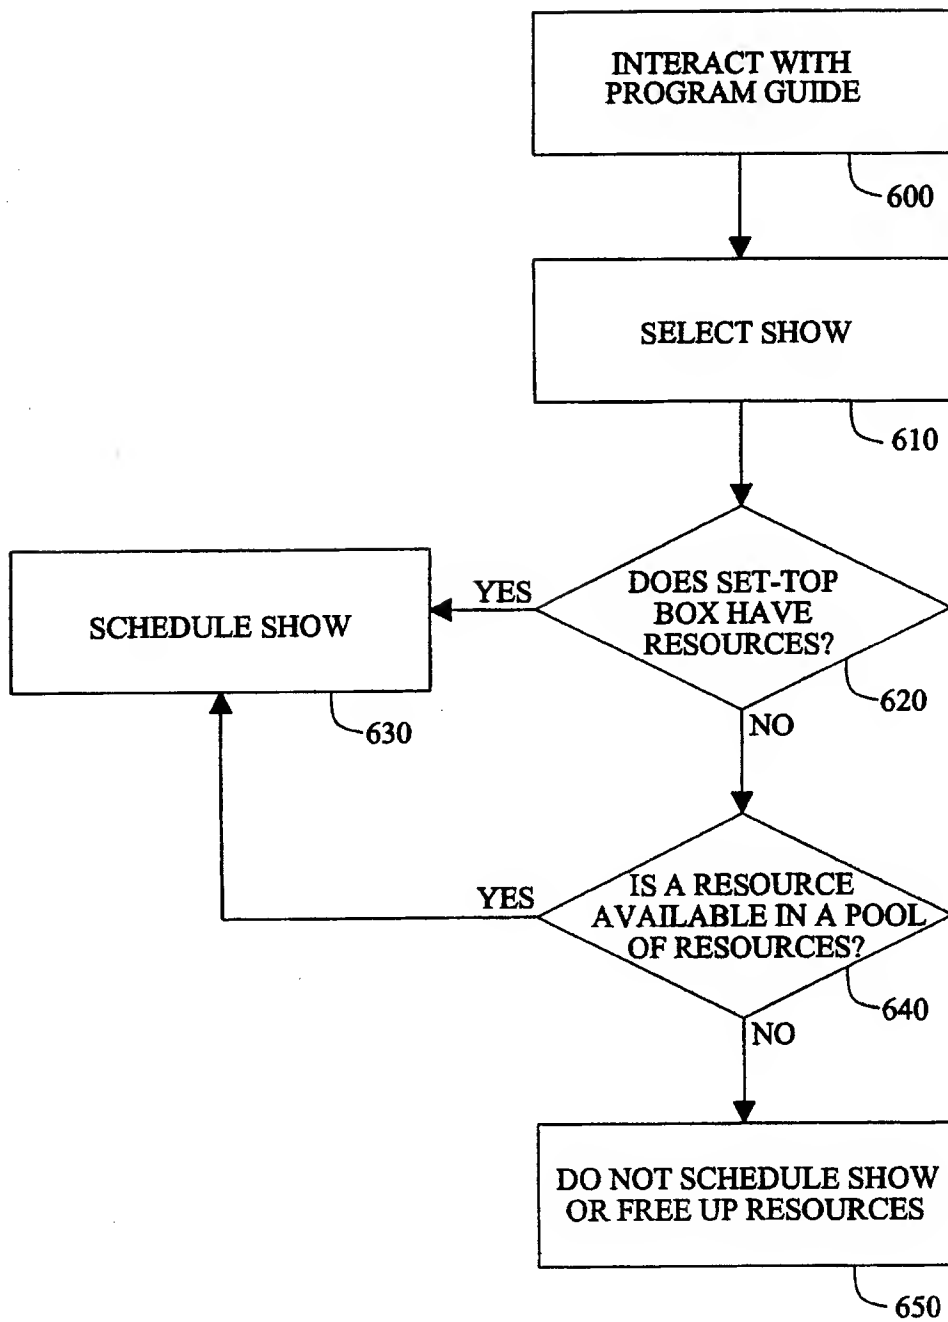 INTERACT WITH
PROGRAM GUIDE
600
SELECT SHOW
610
DOES SET-TOP
BOX HAVE
RESOURCES?
620
YES
SCHEDULE SHOW
630
NO
IS A RESOURCE
AVAILABLE IN A POOL
OF RESOURCES?
640
YES
NO
DO NOT SCHEDULE SHOW
OR FREE UP RESOURCES
650